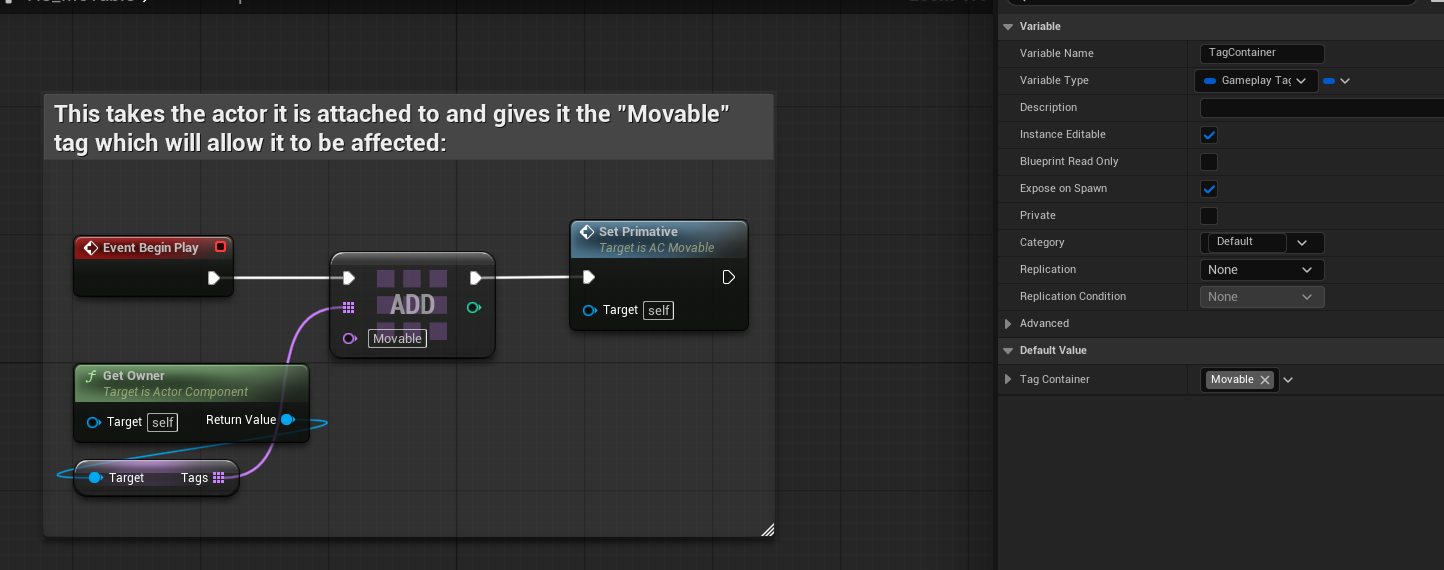 This takes the actor it is attached to and gives it the "Movable"
tag which will allow it to be affected:
Event Begin Play
ADD
Movable
Set Primative
Target is AC Movable
Target self
Get Owner
Target is Actor Component
Target self Return Value
Target Tags
Variable
Variable Name TagContainer
Variable Type Gameplay Tag
Description
Instance Editable
Blueprint Read Only
Expose on Spawn
Private
Category Default
Replication None
Replication Condition None
Advanced
Default Value
Tag Container Movable